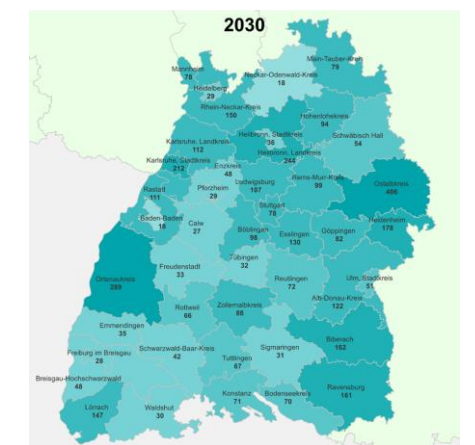 2030
Mannheim
78
Main-Tauber-Kreis
79
Neckar-Odenwald-Kreis
18
Heidelberg
29
Rhein-Neckar-Kreis
150
Hohenlohekreis
94
Karlsruhe, Landkreis
112
Heilbronn, Stadtkreis
36
Schwäbisch Hall
54
Karlsruhe, Stadtkreis
212
Heilbronn, Landkreis
244
Enzkreis
48
Rems-Murr-Kreis
99
Ostalbkreis
Pforzheim
29
Ludwigsburg
107
Rastatt
111
Stuttgart
78
Heidenheim
178
Baden-Baden
16
Calw
27
Böblingen
98
Esslingen
130
Göppingen
82
Tübingen
32
Ortenaukreis
289
Freudenstadt
33
Reutlingen
72
Ulm, Stadtkreis
51
Alb-Donau-Kreis
122
Rottweil
66
Zollernalbkreis
88
Emmendingen
35
Biberach
162
Freiburg im Breisgau
28
Schwarzwald-Baar-Kreis
42
Sigmaringen
31
Tuttlingen
67
Breisgau-Hochschwarzwald
48
Ravensburg
161
Lörrach
147
Waldshut
30
Konstanz
71
Bodenseekreis
70